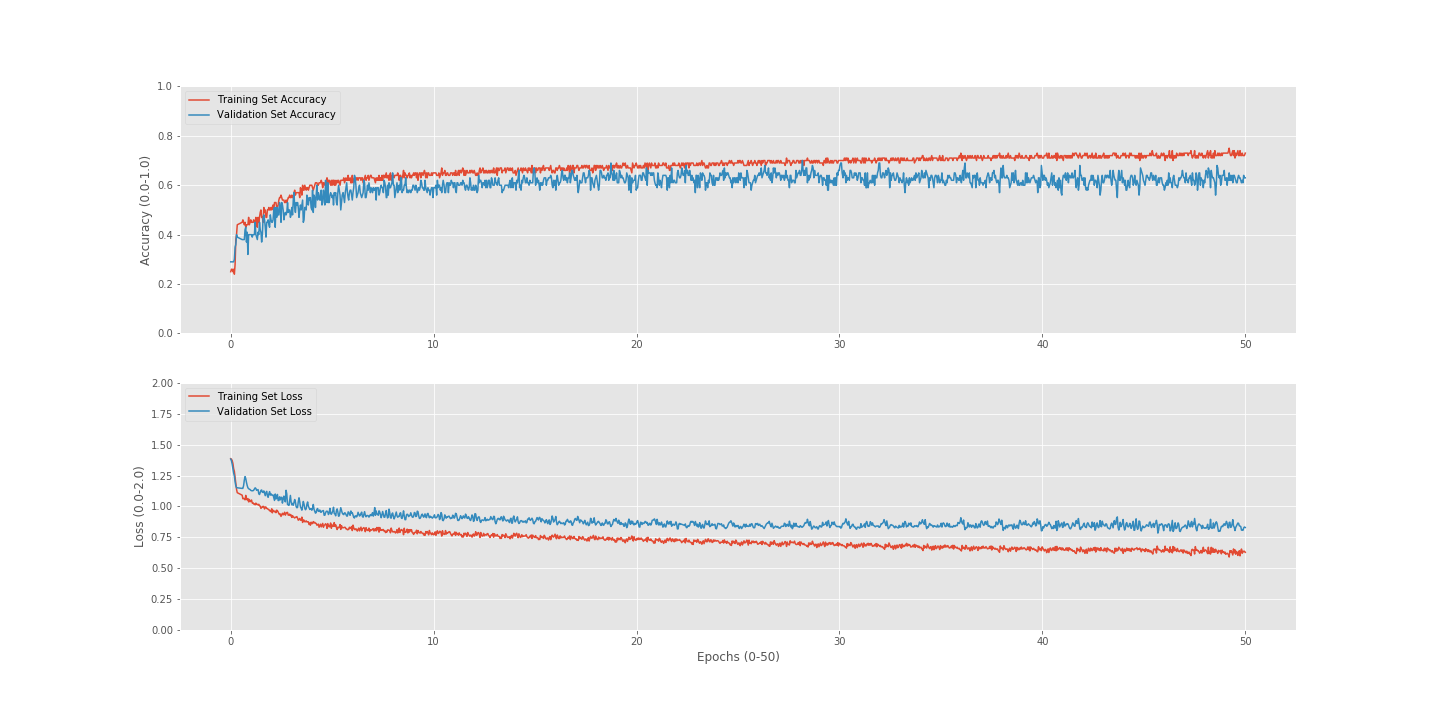 1.0
Training Set Accuracy
Validation Set Accuracy
0.8
0.6
0.4
0.2
0.0
Accuracy (0.0-1.0)
0 10 20 30 40 50
2.00
Training Set Loss
Validation Set Loss
1.75
1.50
1.25
1.00
0.75
0.50
0.25
0.00
Loss (0.0-2.0)
0 10 20 30 40 50
Epochs (0-50)